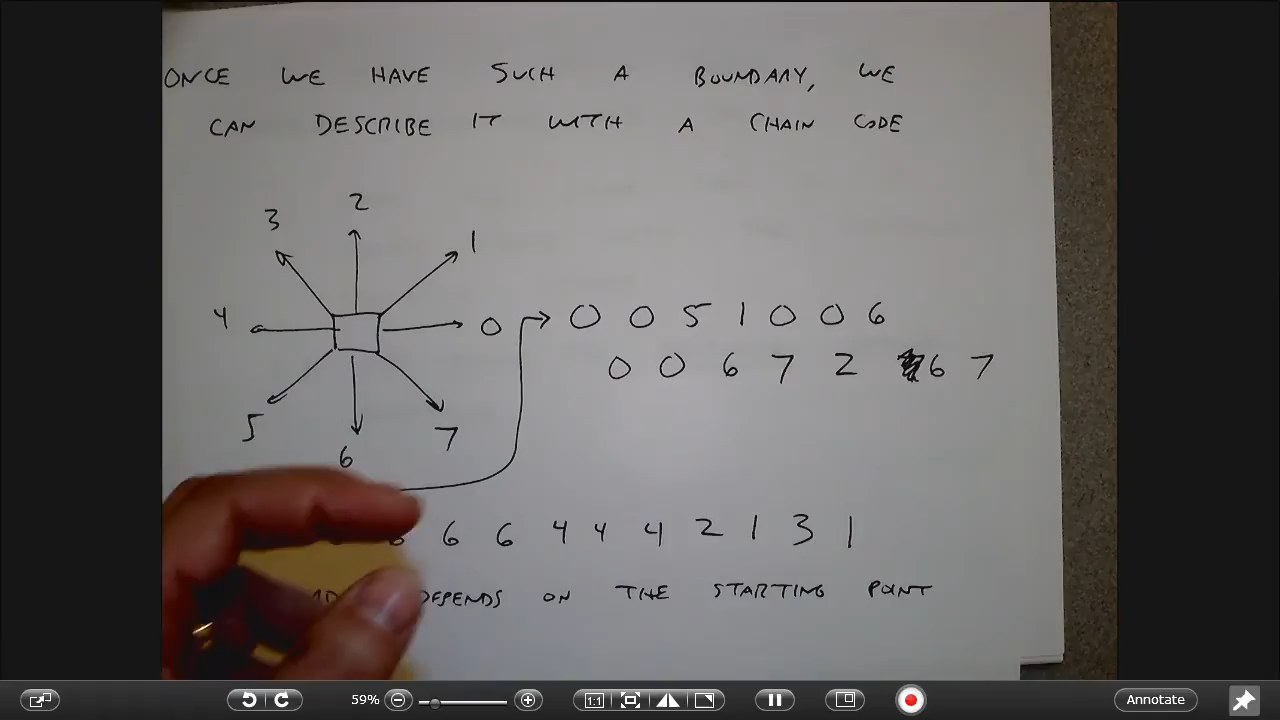 ONCE WE HAVE SUCH A BOUNDARY, WE
CAN DESCRIBE IT WITH A CHAIN CODE
2
3
1
4
0
5
7
6
0 0 5 1 0 0 6
0 0 6 7 2 6 7
6 6 4 4 4 2 1 3 1
DEPENDS ON THE STARTING POINT
59%
1:1
Annotate